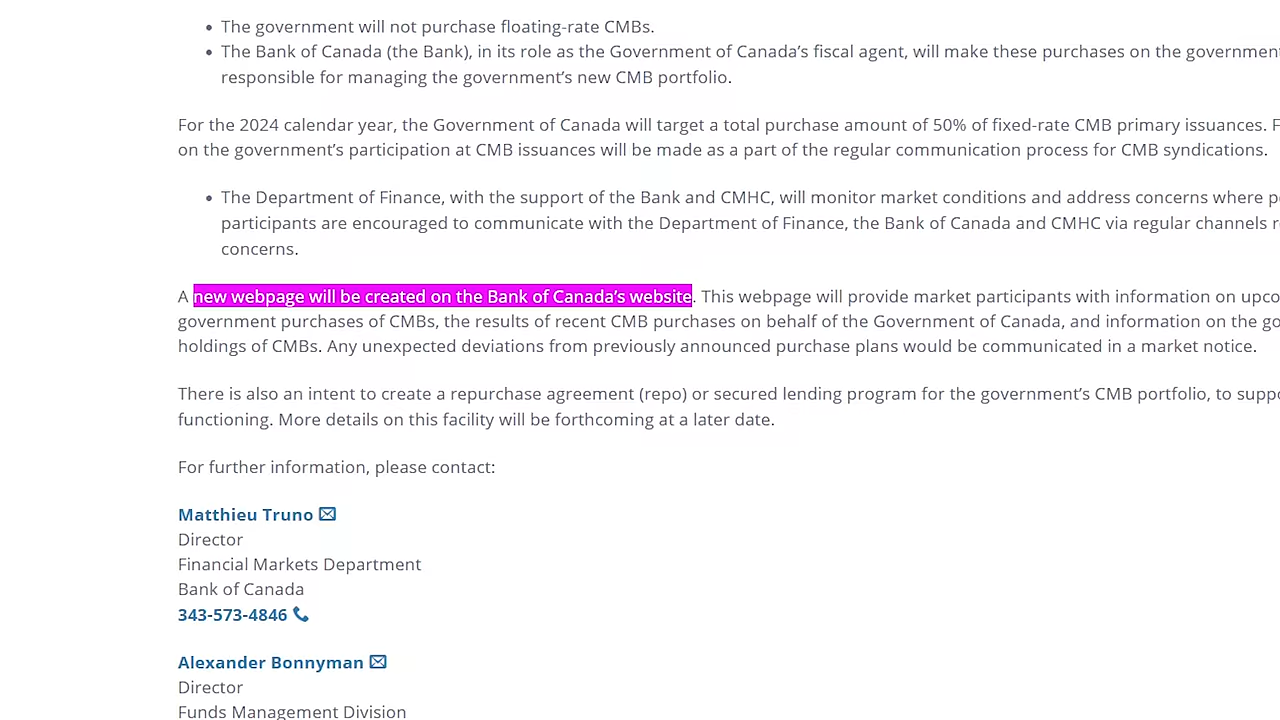 The government will not purchase floating-rate CMBs.
The Bank of Canada (the Bank), in its role as the Government of Canada’s fiscal agent, will make these purchases on the government
responsible for managing the government’s new CMB portfolio.
For the 2024 calendar year, the Government of Canada will target a total purchase amount of 50% of fixed-rate CMB primary issuances. F
on the government’s participation at CMB issuances will be made as a part of the regular communication process for CMB syndications.
The Department of Finance, with the support of the Bank and CMHC, will monitor market conditions and address concerns where p
participants are encouraged to communicate with the Department of Finance, the Bank of Canada and CMHC via regular channels r
concerns.
A new webpage will be created on the Bank of Canada’s website. This webpage will provide market participants with information on upco
government purchases of CMBs, the results of recent CMB purchases on behalf of the Government of Canada, and information on the go
holdings of CMBs. Any unexpected deviations from previously announced purchase plans would be communicated in a market notice.
There is also an intent to create a repurchase agreement (repo) or secured lending program for the government’s CMB portfolio, to suppo
functioning. More details on this facility will be forthcoming at a later date.
For further information, please contact:
Matthieu Truno
Director
Financial Markets Department
Bank of Canada
343-573-4846
Alexander Bonnyman
Director
Funds Management Division